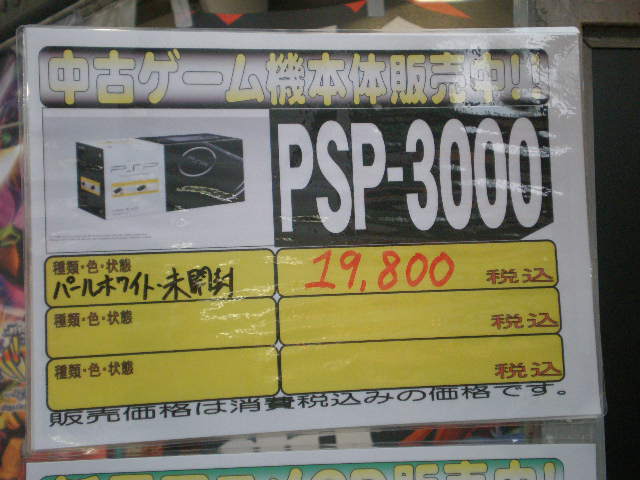 中古ゲーム機本体販売中!!
PSP
PSP-3000
種類・色・状態
パールホワイト・未開封
19,800 税込
種類・色・状態
税込
種類・色・状態
税込
販売価格は消費税込みの価格です。